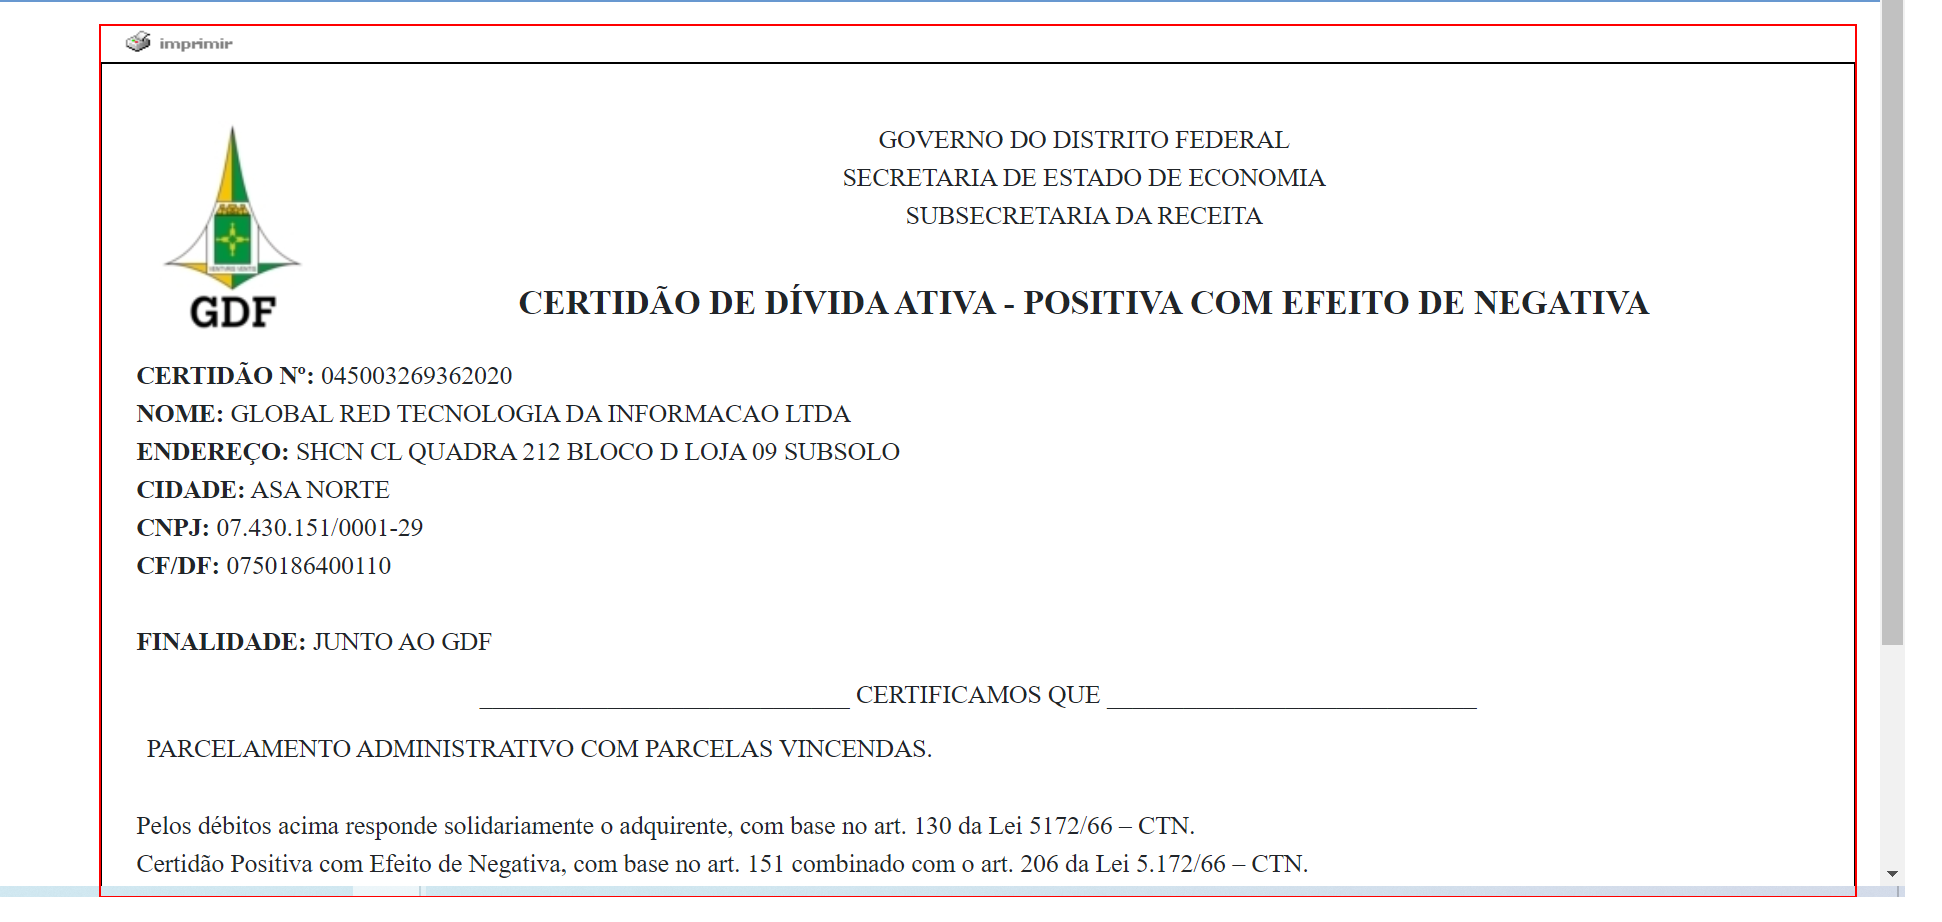 imprimir
GOVERNO DO DISTRITO FEDERAL
SECRETARIA DE ESTADO DE ECONOMIA
SUBSECRETARIA DA RECEITA
GDF
CERTIDÃO DE DÍVIDA ATIVA - POSITIVA COM EFEITO DE NEGATIVA
CERTIDÃO Nº: 045003269362020
NOME: GLOBAL RED TECNOLOGIA DA INFORMACAO LTDA
ENDEREÇO: SHCN CL QUADRA 212 BLOCO D LOJA 09 SUBSOLO
CIDADE: ASA NORTE
CNPJ: 07.430.151/0001-29
CF/DF: 0750186400110
FINALIDADE: JUNTO AO GDF
_____________________________ CERTIFICAMOS QUE _____________________________
PARCELAMENTO ADMINISTRATIVO COM PARCELAS VINCENDAS.
Pelos débitos acima responde solidariamente o adquirente, com base no art. 130 da Lei 5172/66 – CTN.
Certidão Positiva com Efeito de Negativa, com base no art. 151 combinado com o art. 206 da Lei 5.172/66 – CTN.